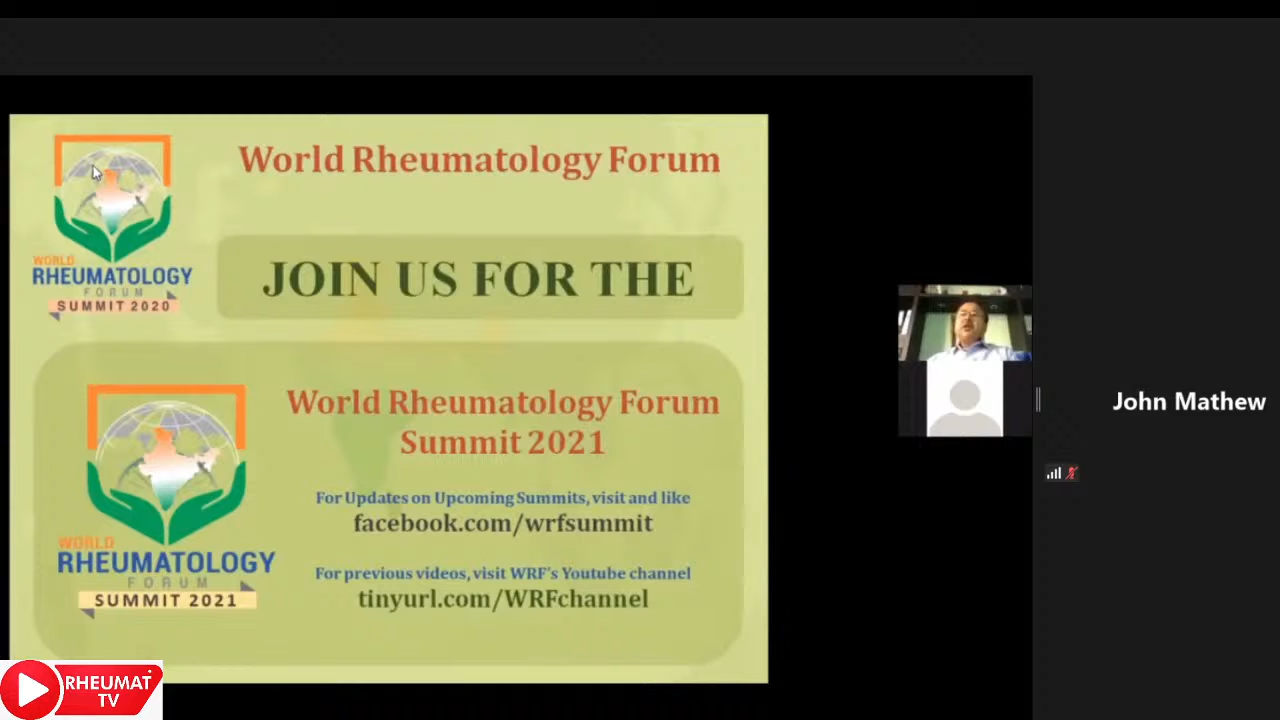 World Rheumatology Forum
WORLD
RHEUMATOLOGY
FORUM
SUMMIT 2020
JOIN US FOR THE
World Rheumatology Forum
Summit 2021
For Updates on Upcoming Summits, visit and like
facebook.com/wrfsummit
For previous videos, visit WRF's Youtube channel
tinyurl.com/WRFchannel
WORLD
RHEUMATOLOGY
FORUM
SUMMIT 2021
John Mathew
RHEUMAT
TV